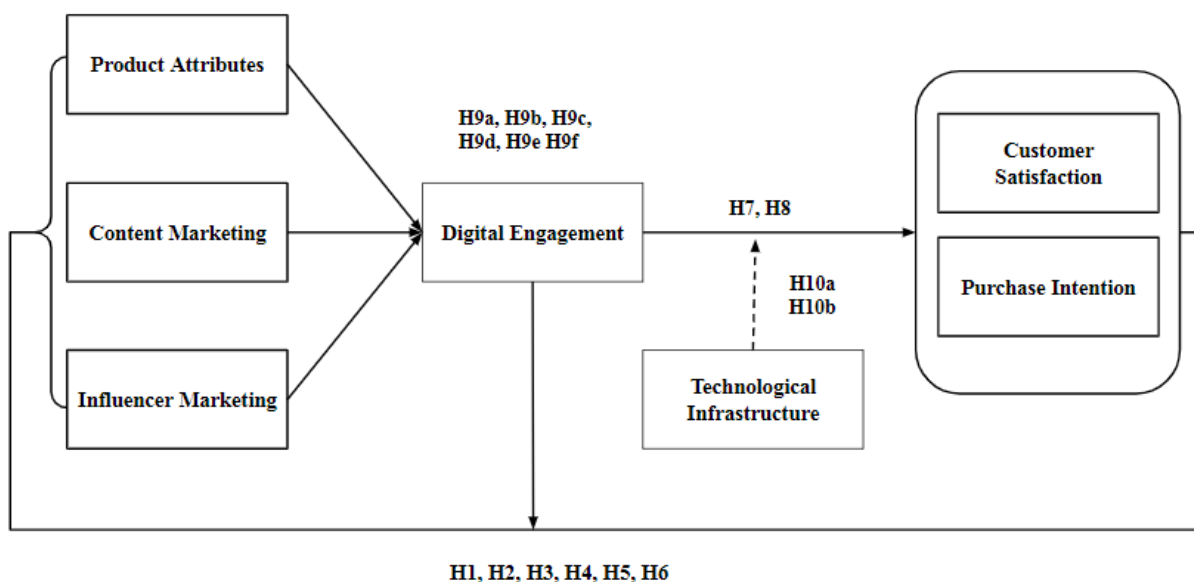 Product Attributes
H9a, H9b, H9c,
H9d, H9e H9f
Customer
Satisfaction
Content Marketing
Digital Engagement
H7, H8
H10a
H10b
Purchase Intention
Influencer Marketing
Technological
Infrastructure
H1, H2, H3, H4, H5, H6